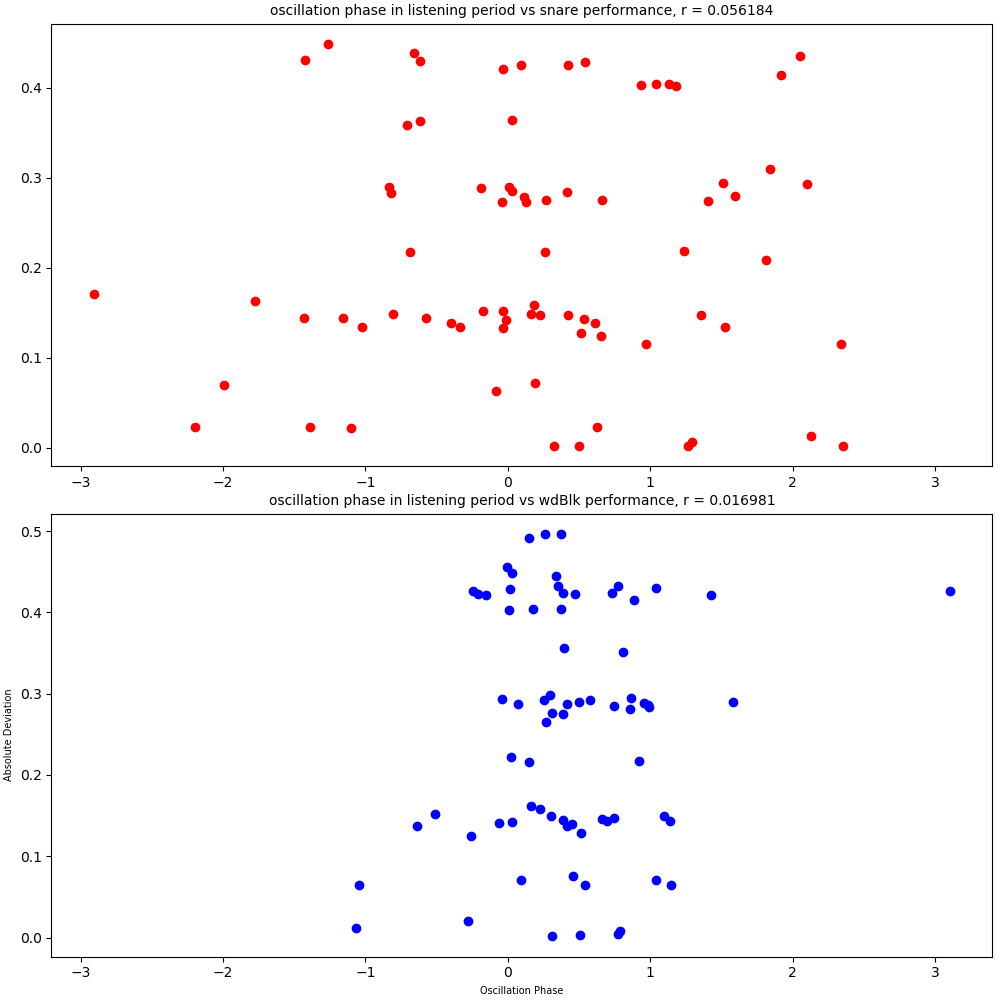 oscillation phase in listening period vs snare performance, r = 0.056184
0.4
0.3
0.2
0.1
0.0
−3 −2 −1 0 1 2 3
oscillation phase in listening period vs wdBlk performance, r = 0.016981
0.5
0.4
0.3
0.2
0.1
0.0
Absolute Deviation
−3 −2 −1 0 1 2 3
Oscillation Phase